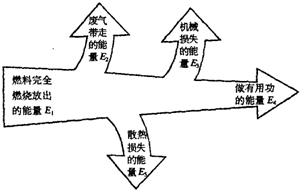 燃料完全
燃烧放出
的能量E₁
废气
带走
的能
量E₂
机械
损失
的能
量E₃
做有用功
的能量E₄
散热
损失
的能
量E₅